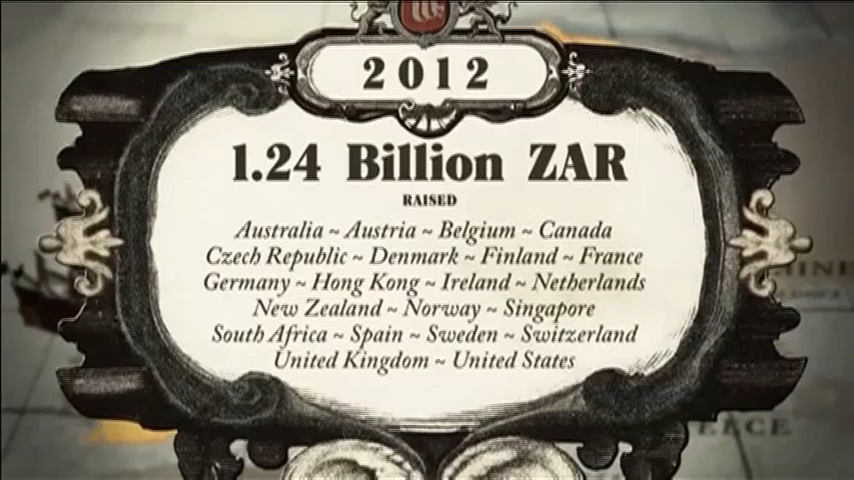 2012
1.24 Billion ZAR
RAISED
Australia ~ Austria ~ Belgium ~ Canada
Czech Republic ~ Denmark ~ Finland ~ France
Germany ~ Hong Kong ~ Ireland ~ Netherlands
New Zealand ~ Norway ~ Singapore
South Africa ~ Spain ~ Sweden ~ Switzerland
United Kingdom ~ United States